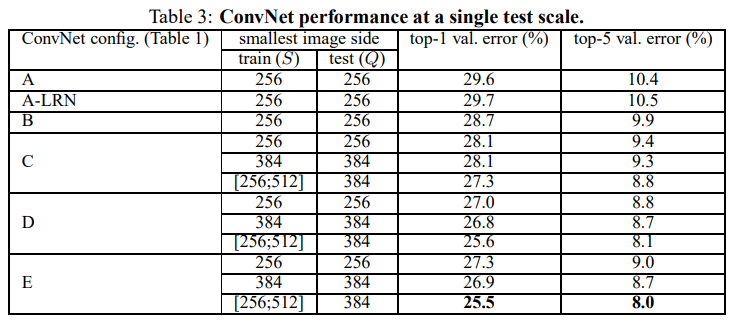 Table 3: ConvNet performance at a single test scale.
ConvNet config. (Table 1) smallest image side top-1 val. error (%) top-5 val. error (%)
train (S) test (Q)
A 256 256 29.6 10.4
A-LRN 256 256 29.7 10.5
B 256 256 28.7 9.9
C 256 256 28.1 9.4
384 384 28.1 9.3
[256;512] 384 27.3 8.8
D 256 256 27.0 8.8
384 384 26.8 8.7
[256;512] 384 25.6 8.1
E 256 256 27.3 9.0
384 384 26.9 8.7
[256;512] 384 25.5 8.0